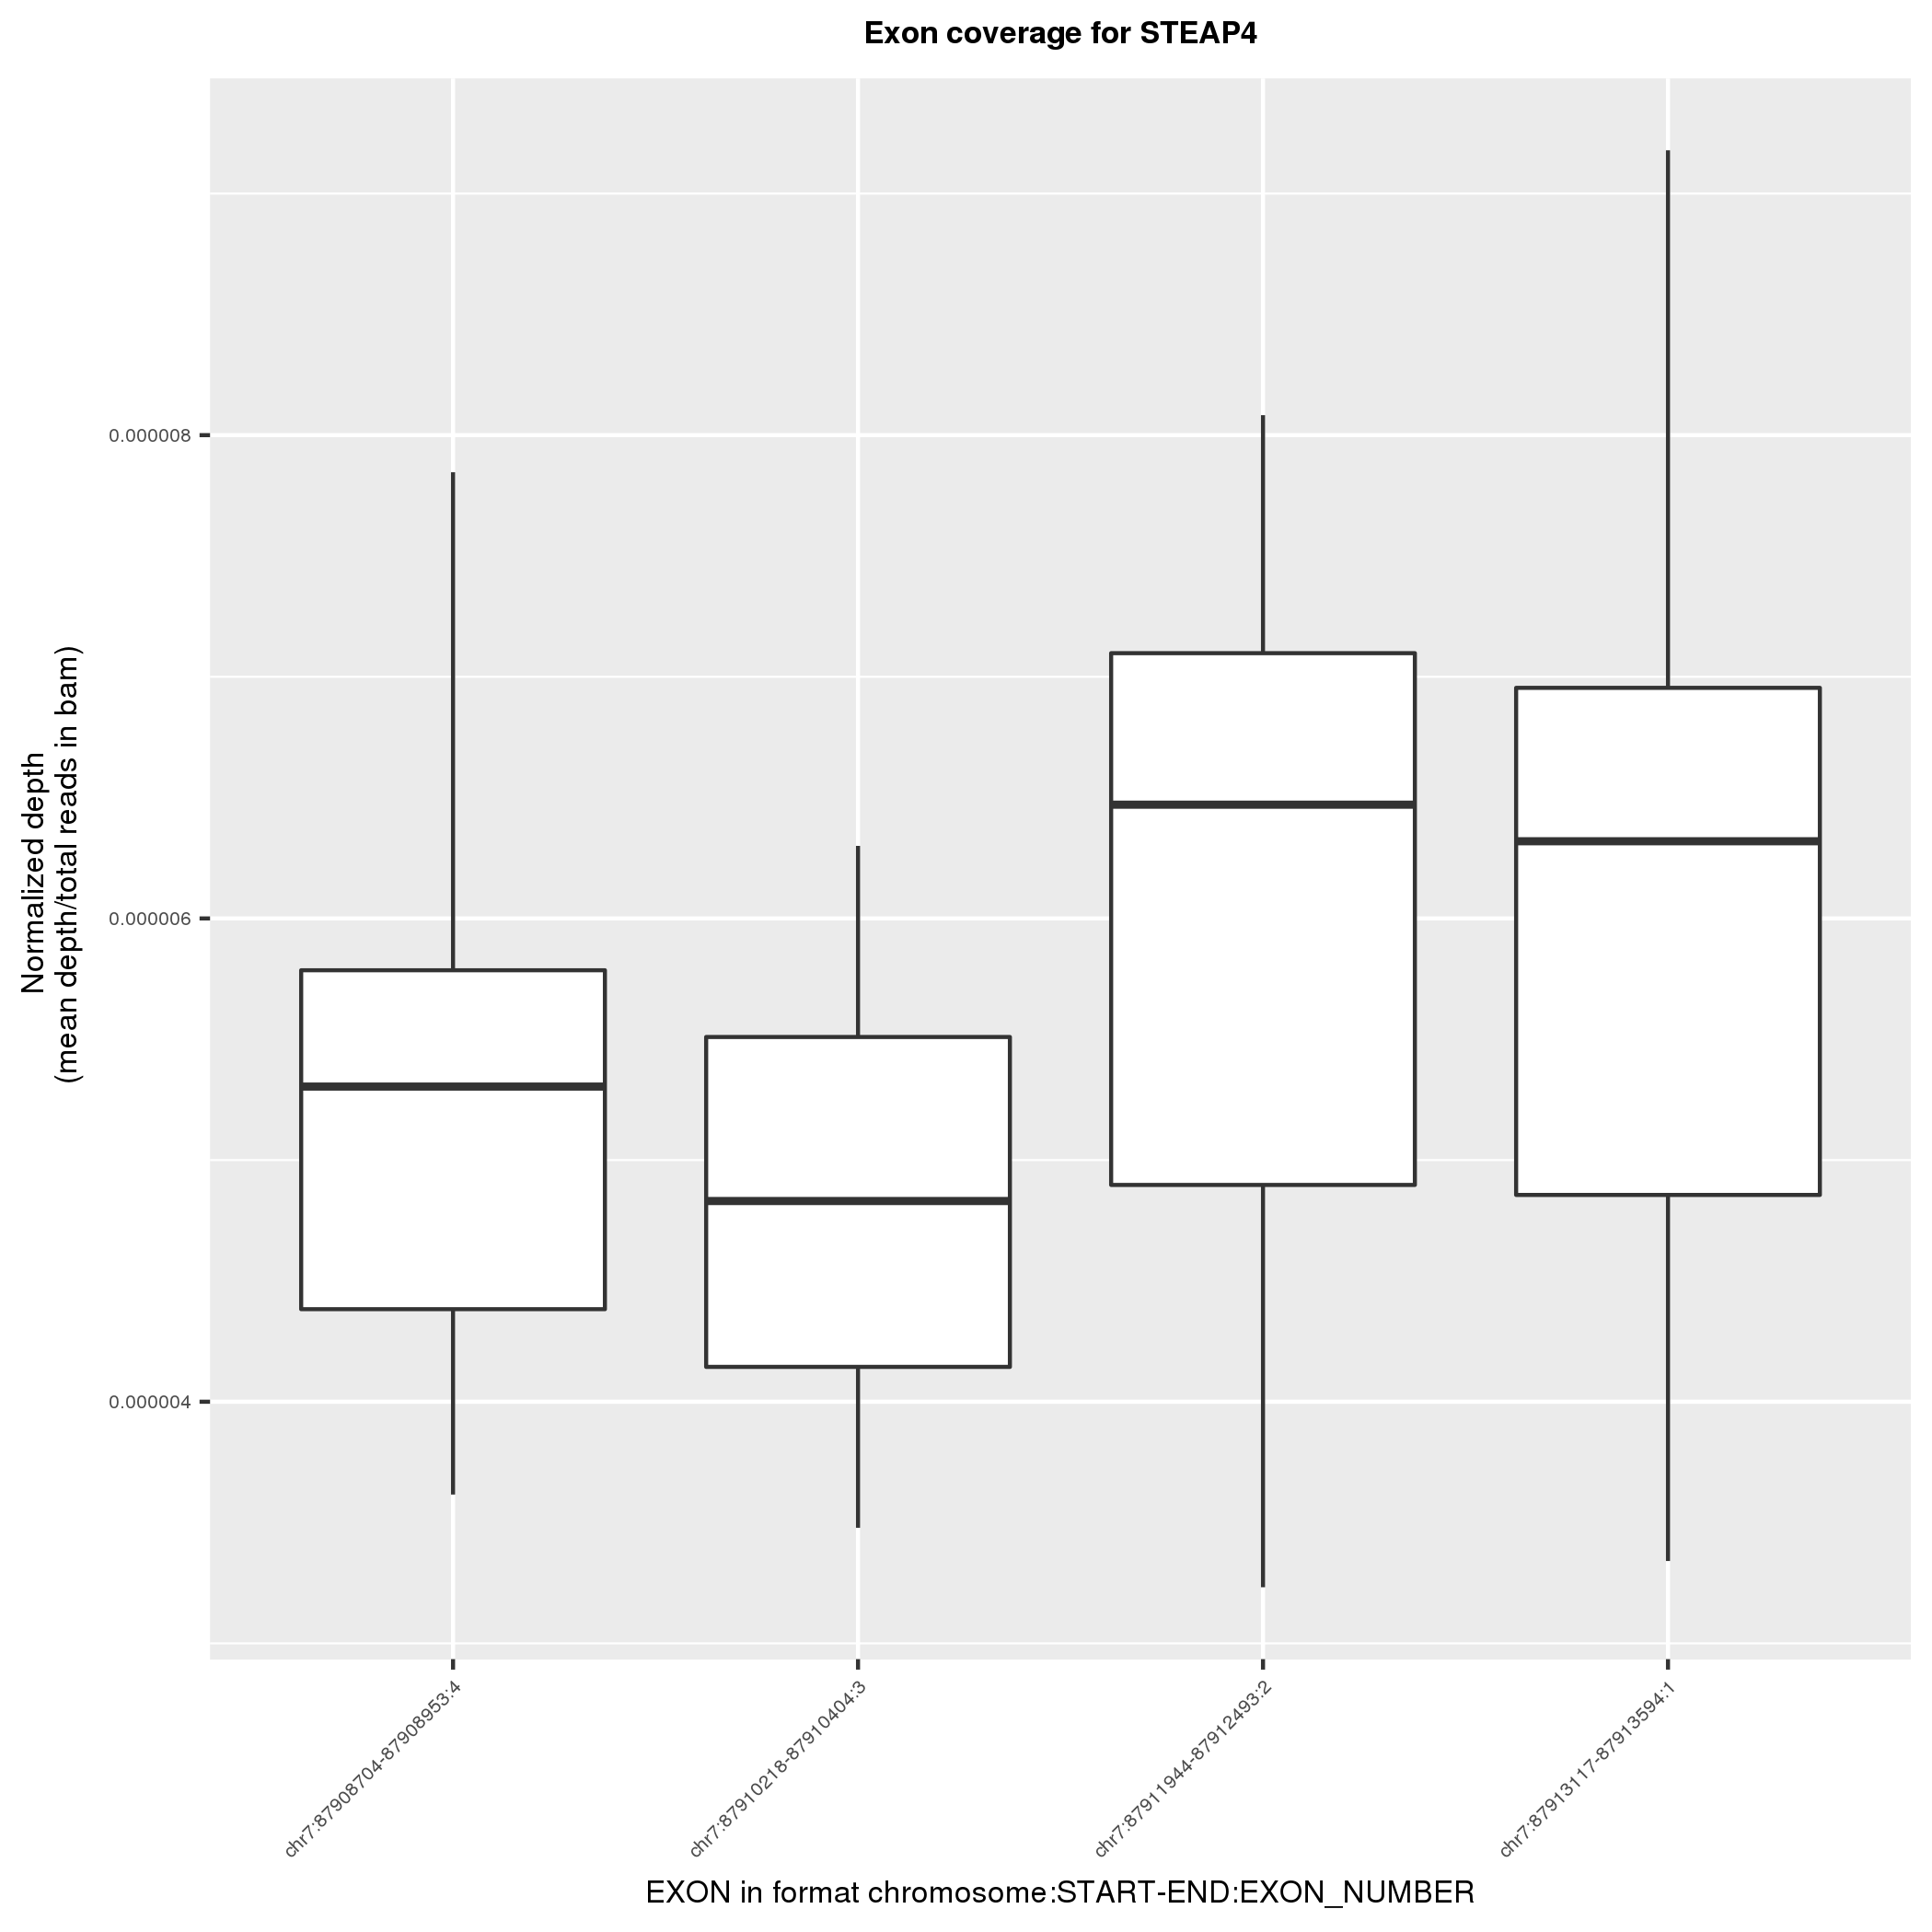 Exon coverage for STEAP4
Normalized depth
(mean depth/total reads in bam)
0.000008
0.000006
0.000004
chr7:87908704-87908953:4
chr7:87910218-87910404:3
chr7:87911944-87912493:2
chr7:87913117-87913594:1
EXON in format chromosome:START-END:EXON_NUMBER